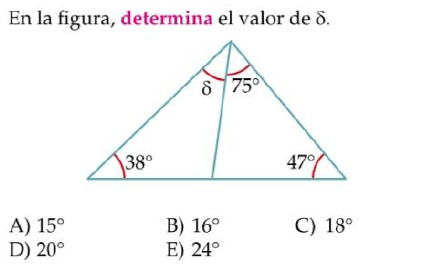 En la figura, determina el valor de δ.
δ 75°
38° 47°
A) 15° B) 16° C) 18°
D) 20° E) 24°